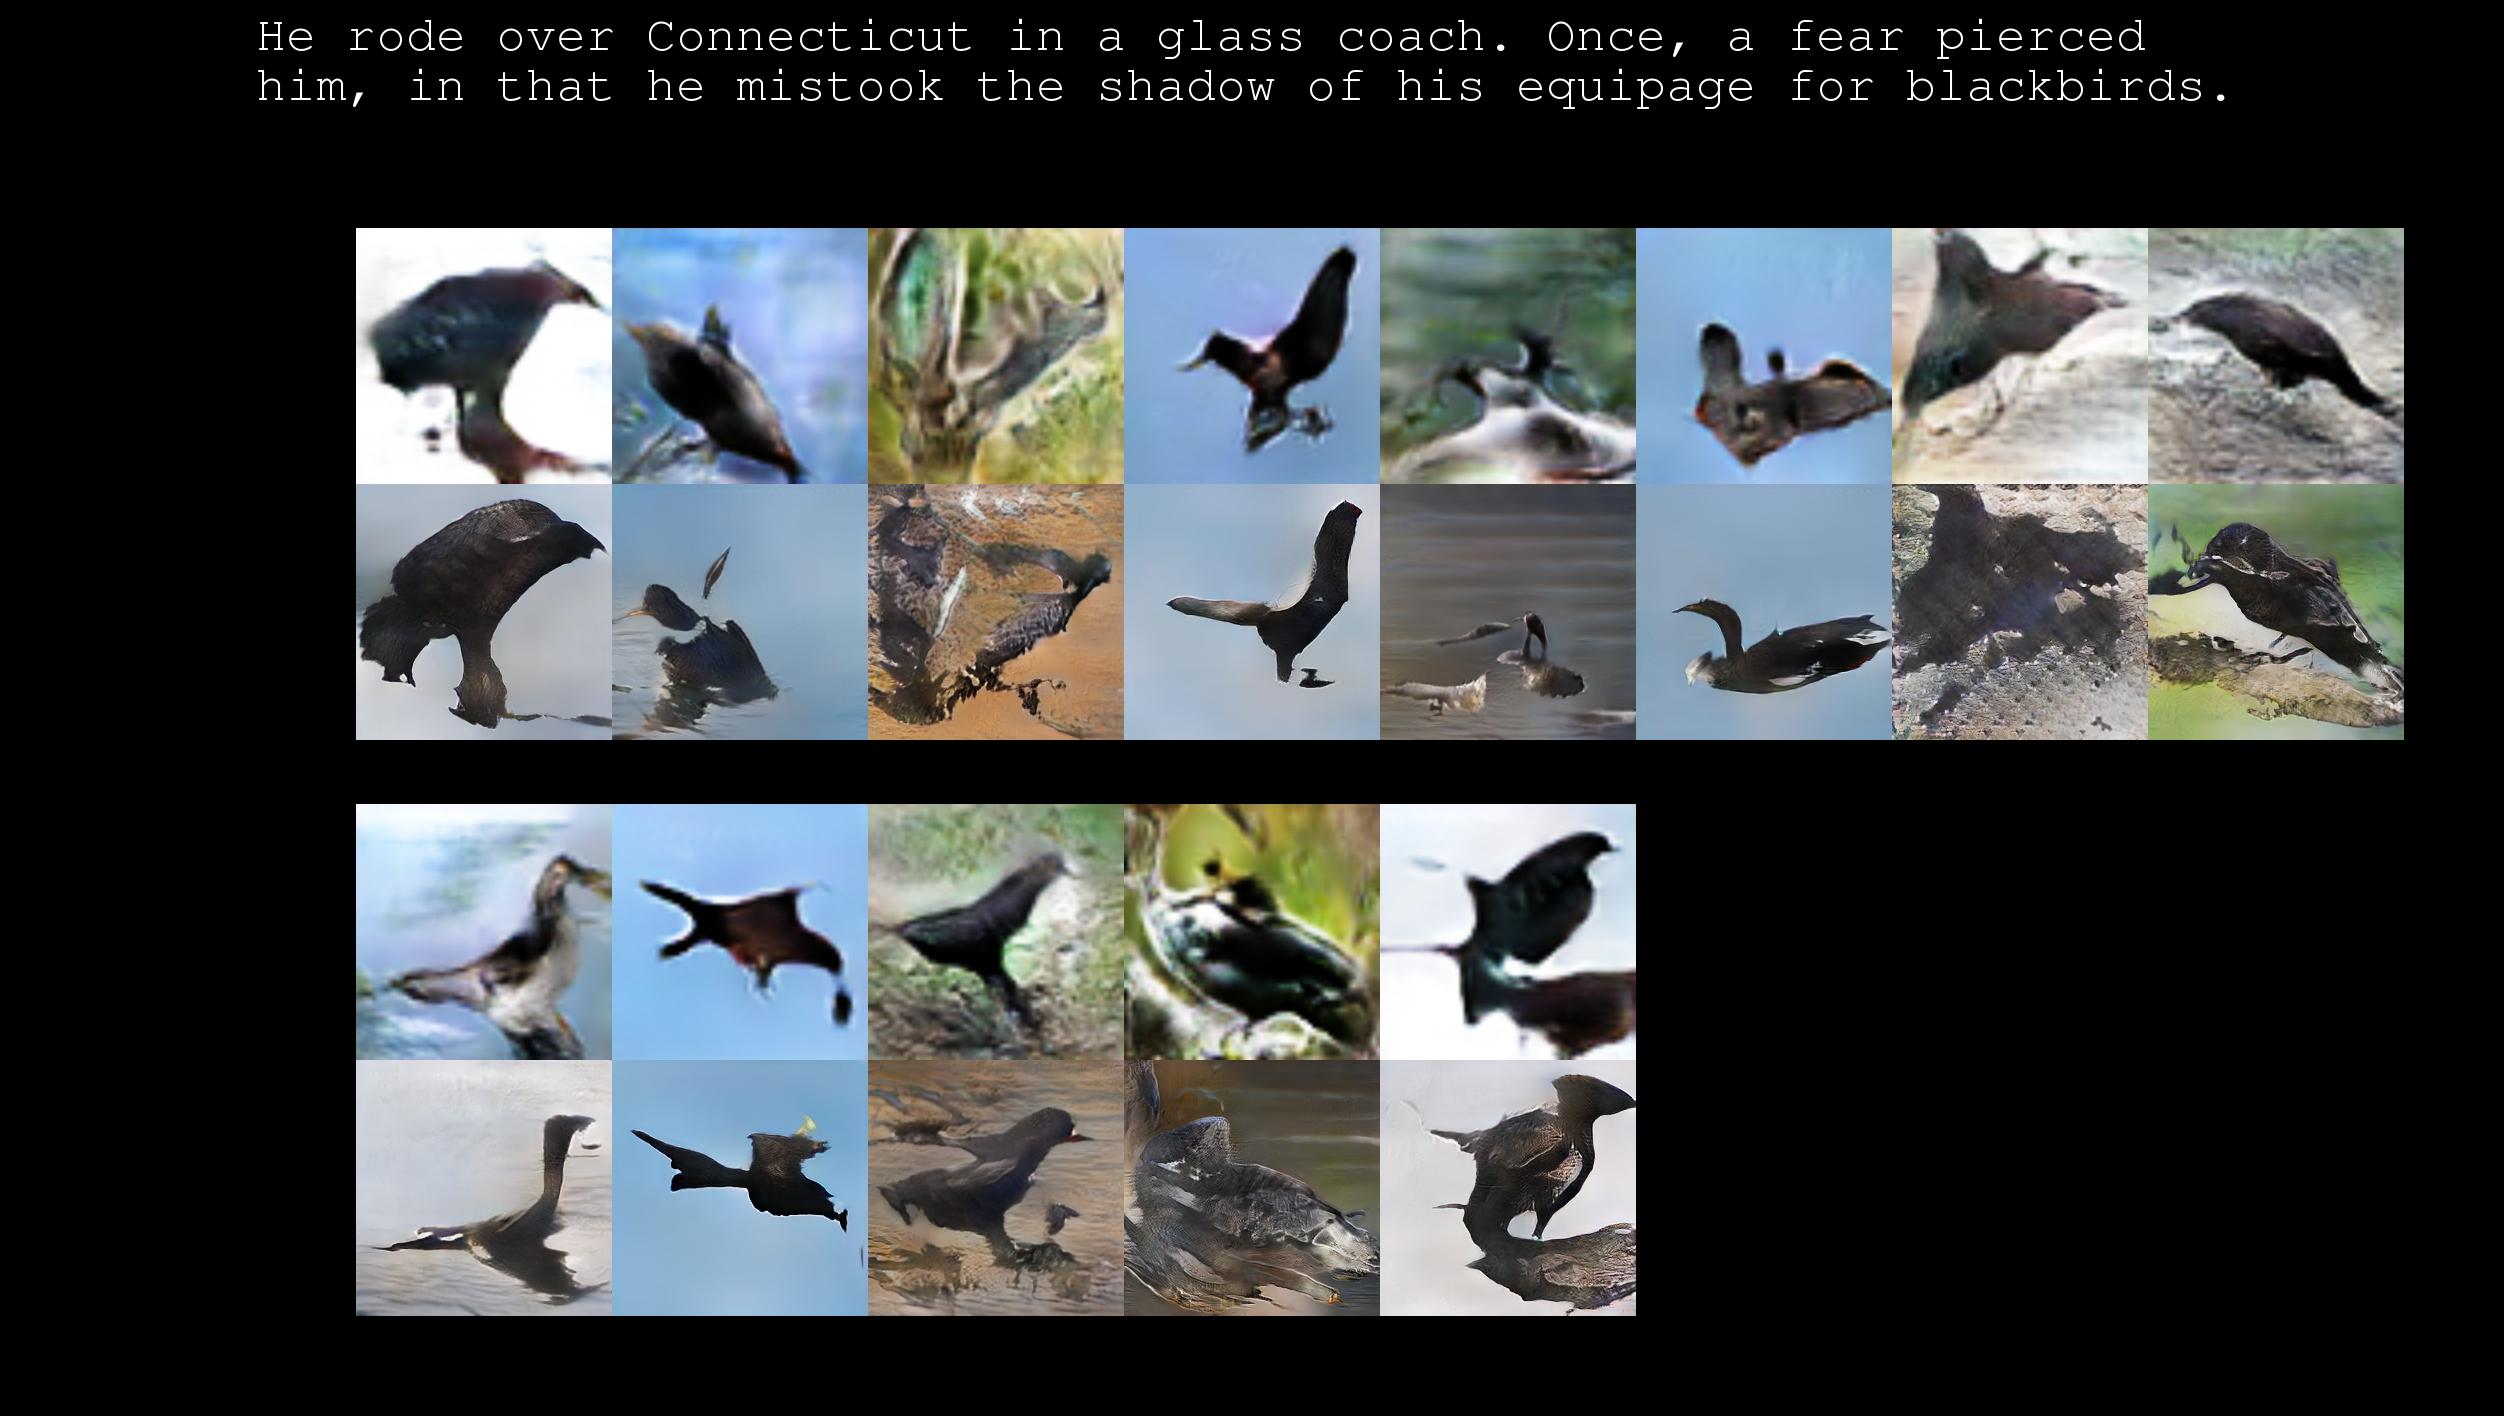 He rode over Connecticut in a glass coach. Once, a fear pierced
him, in that he mistook the shadow of his equipage for blackbirds.